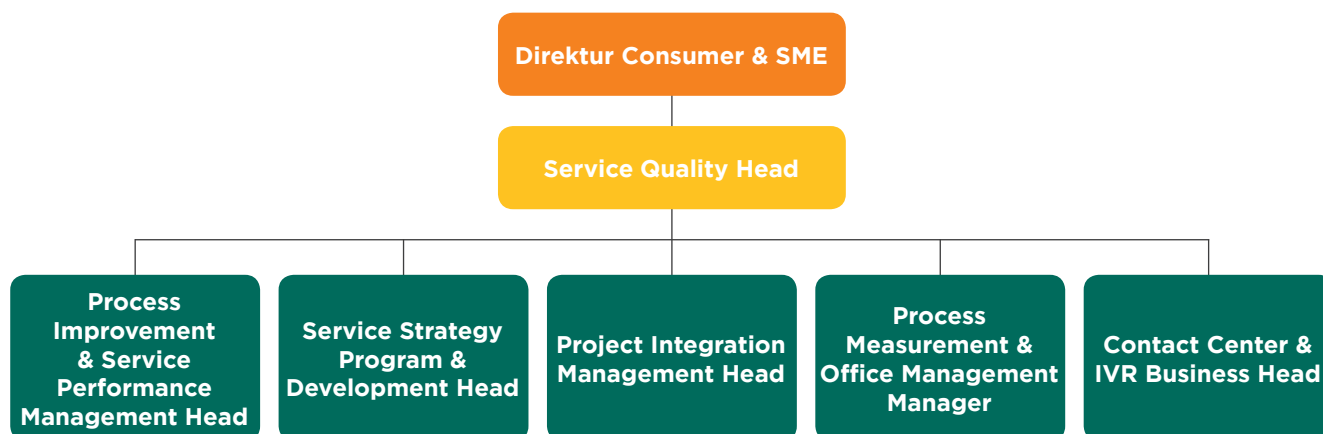 Direktur Consumer & SME
Service Quality Head
Process
Improvement
& Service
Performance
Management Head
Service Strategy
Program &
Development Head
Project Integration
Management Head
Process
Measurement &
Office Management
Manager
Contact Center &
IVR Business Head